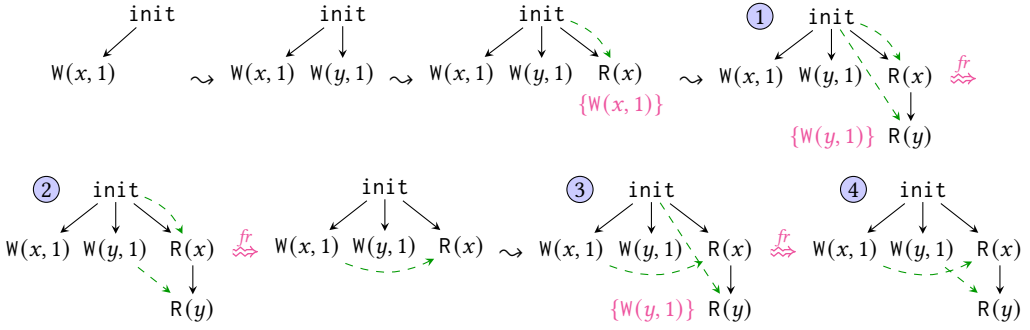 init init init ① init
W(x, 1) ⤳ W(x, 1) W(y, 1) ⤳ W(x, 1) W(y, 1) R(x) ⤳ W(x, 1) W(y, 1) R(x) fr
{W(x, 1)}
{W(y, 1)} R(y)
② init init ③ init ④ init
W(x, 1) W(y, 1) R(x) fr W(x, 1) W(y, 1) R(x) ⤳ W(x, 1) W(y, 1) R(x) fr W(x, 1) W(y, 1) R(x)
R(y) {W(y, 1)} R(y) R(y)